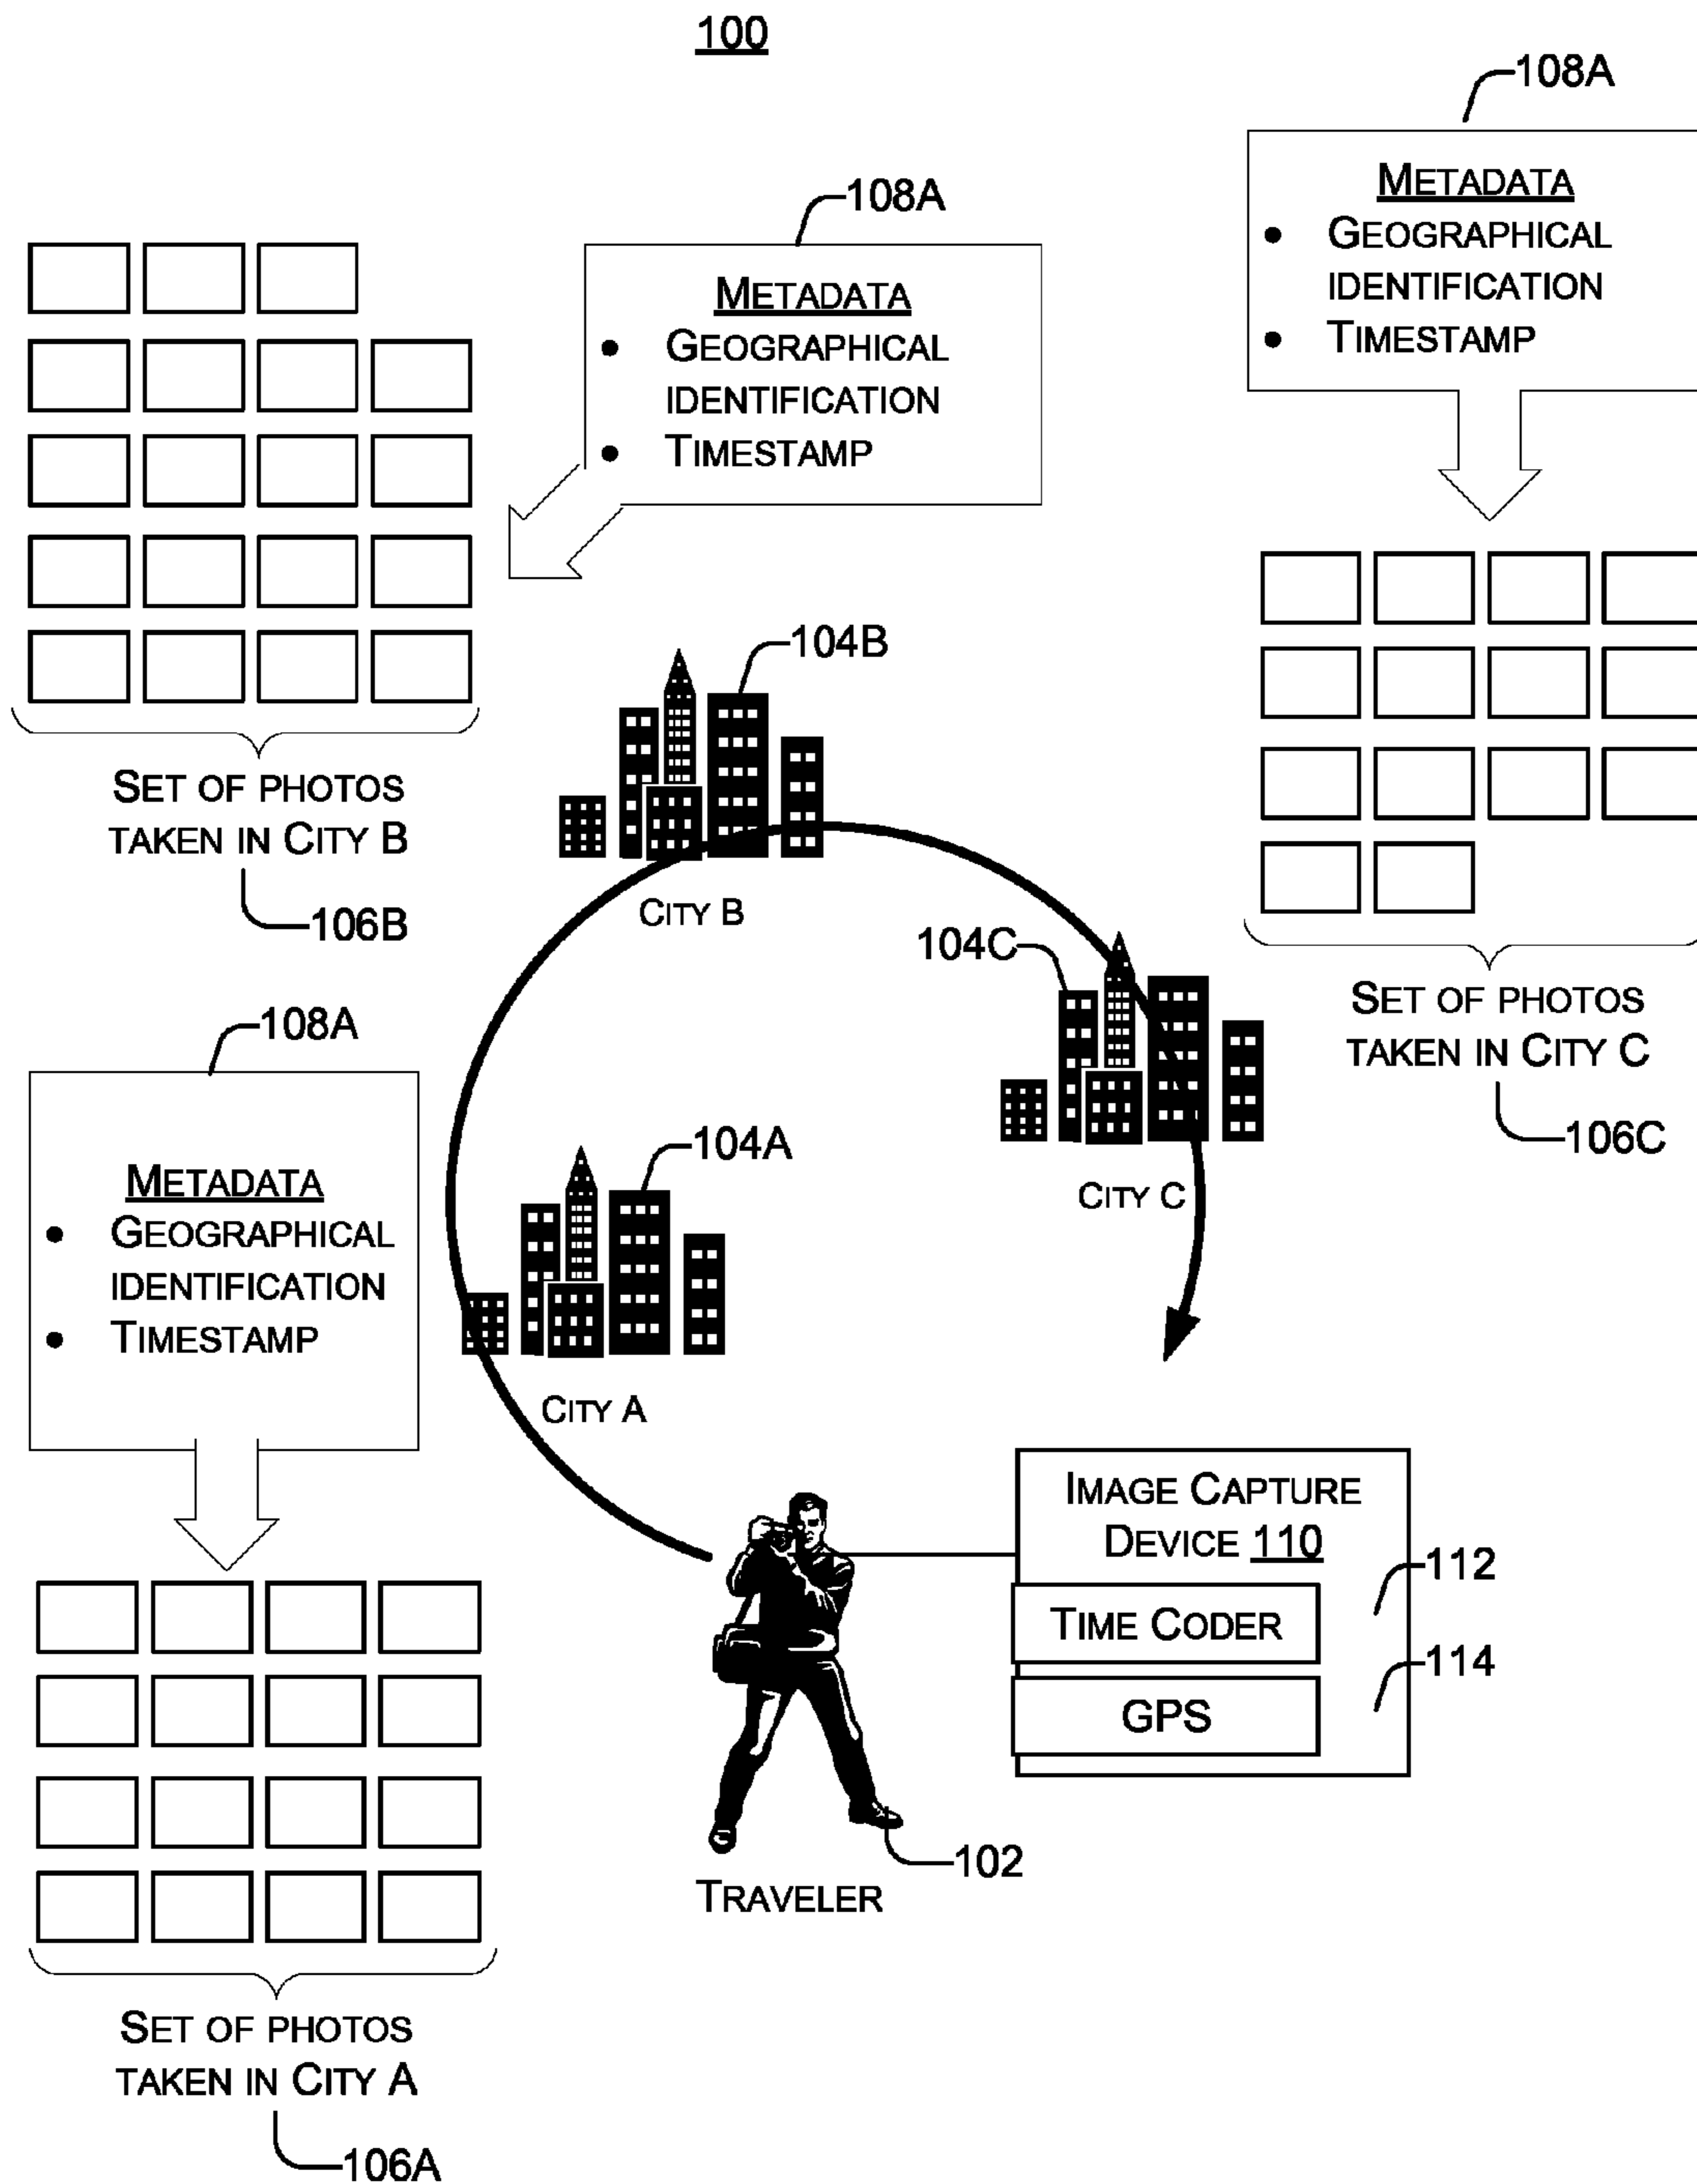 100
108A
METADATA
• GEOGRAPHICAL
IDENTIFICATION
• TIMESTAMP
108A
METADATA
• GEOGRAPHICAL
IDENTIFICATION
• TIMESTAMP
SET OF PHOTOS
TAKEN IN CITY B
106B
104B
CITY B
104C
CITY C
SET OF PHOTOS
TAKEN IN CITY C
106C
108A
METADATA
• GEOGRAPHICAL
IDENTIFICATION
• TIMESTAMP
104A
CITY A
IMAGE CAPTURE
DEVICE 110
TIME CODER
112
GPS
114
102
TRAVELER
SET OF PHOTOS
TAKEN IN CITY A
106A